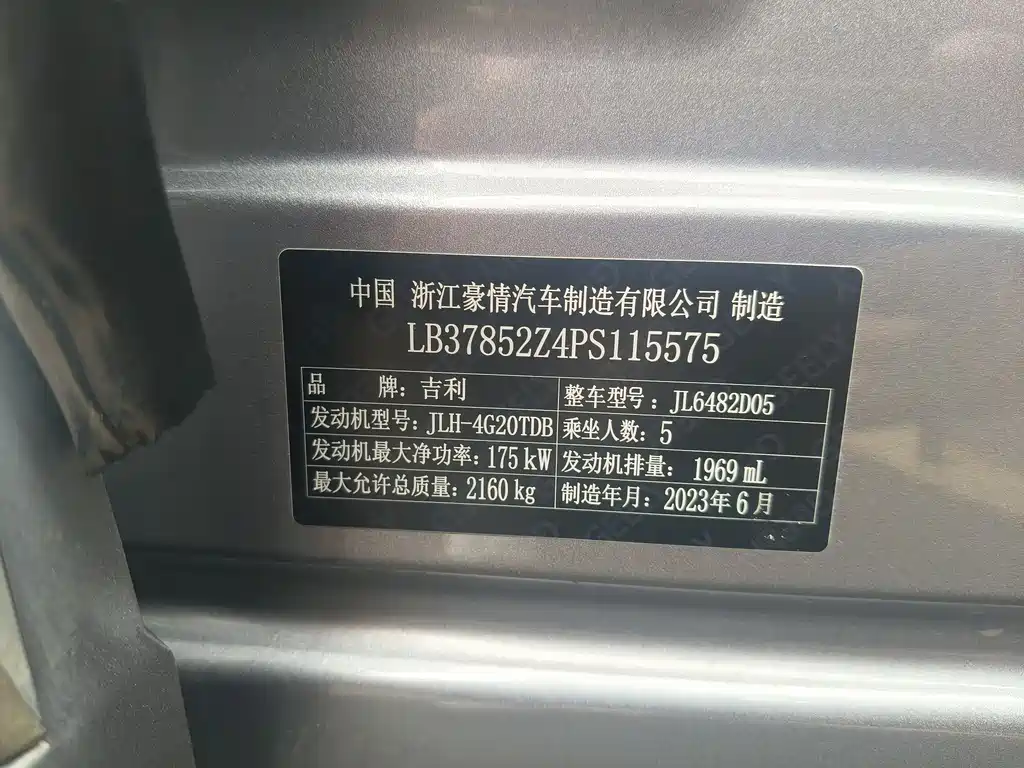 中国 浙江豪情汽车制造有限公司 制造
LB37852Z4PS115575
品 牌：吉利 整车型号：JL6482D05
发动机型号：JLH-4G20TDB 乘坐人数：5
发动机最大净功率：175 kW 发动机排量：1969 mL
最大允许总质量：2160 kg 制造年月：2023年 6 月